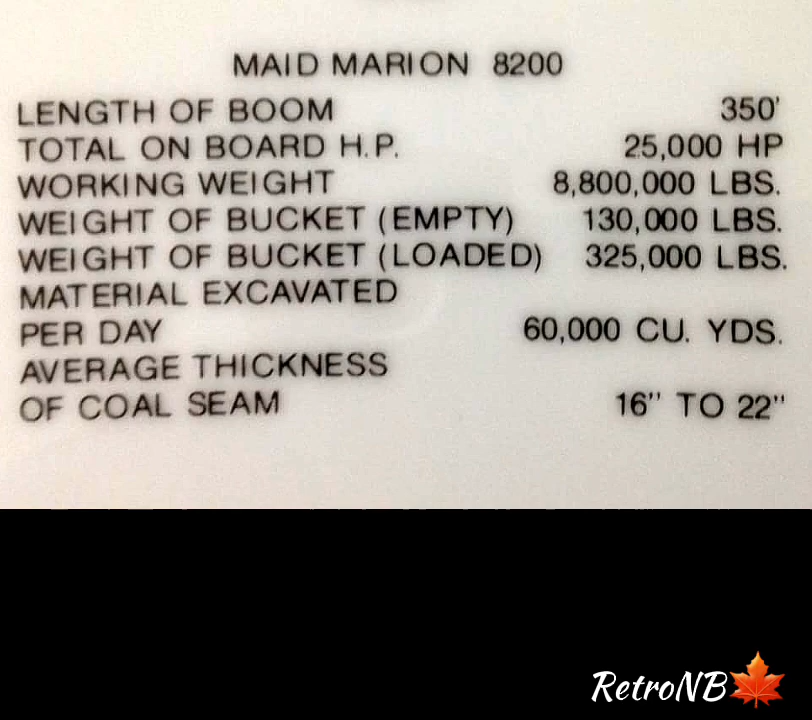 MAID MARION 8200
LENGTH OF BOOM 350'
TOTAL ON BOARD H.P. 25,000 HP
WORKING WEIGHT 8,800,000 LBS.
WEIGHT OF BUCKET (EMPTY) 130,000 LBS.
WEIGHT OF BUCKET (LOADED) 325,000 LBS.
MATERIAL EXCAVATED
PER DAY 60,000 CU. YDS.
AVERAGE THICKNESS
OF COAL SEAM 16" TO 22"
RetroNB